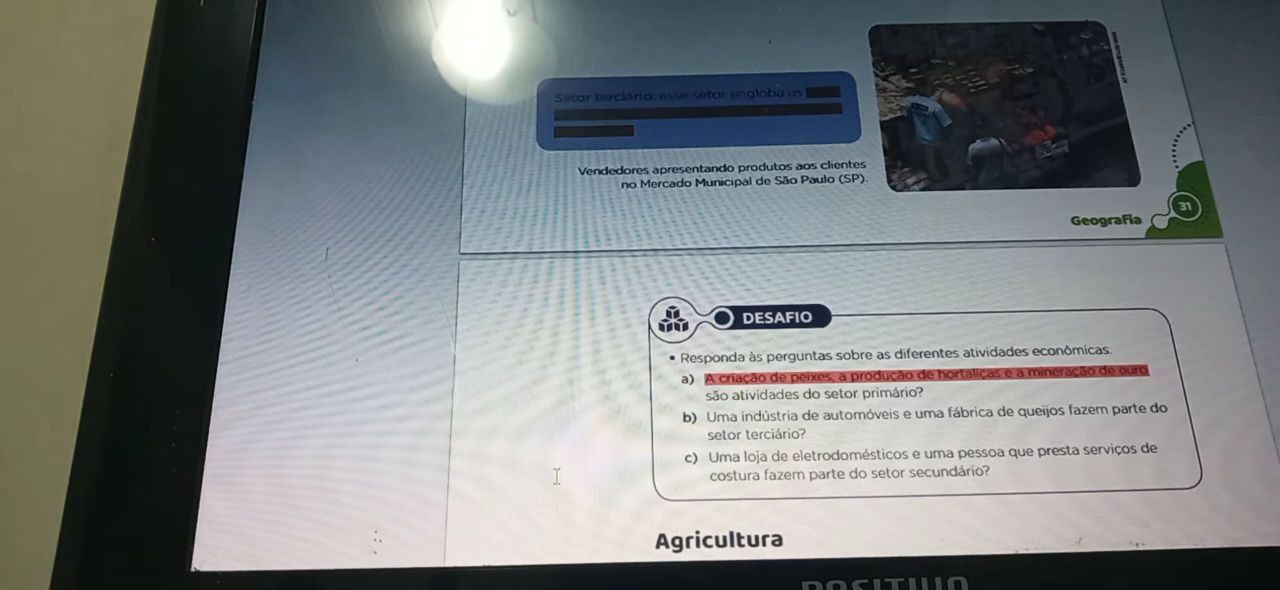 Setor terciário: esse setor engloba as
Vendedores apresentando produtos aos clientes
no Mercado Municipal de São Paulo (SP).
Geografia
31
DESAFIO
• Responda às perguntas sobre as diferentes atividades econômicas.
a) A criação de peixes, a produção de hortaliças e a mineração de ouro
são atividades do setor primário?
b) Uma indústria de automóveis e uma fábrica de queijos fazem parte do
setor terciário?
c) Uma loja de eletrodomésticos e uma pessoa que presta serviços de
costura fazem parte do setor secundário?
Agricultura
POSITIVO